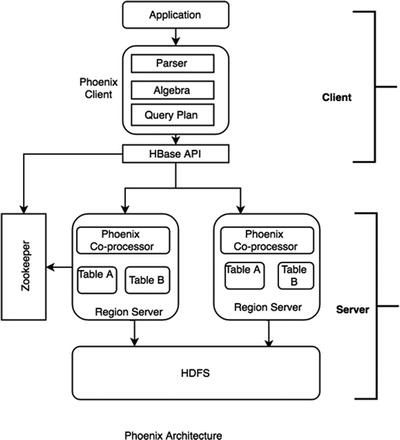 Application
Phoenix
Client
Parser
Algebra
Query Plan
Client
HBase API
Zookeeper
Phoenix
Co-processor
Table A
Table B
Region Server
Phoenix
Co-processor
Table A
Table
B
Region Server
Server
HDFS
Phoenix Architecture